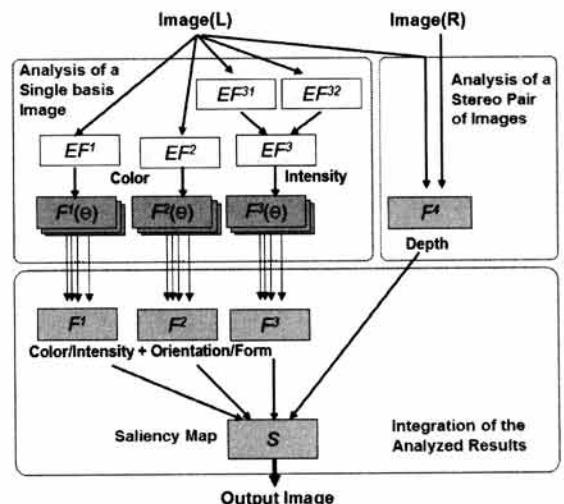 Image(L)
Image(R)
Analysis of a
Single basis
Image
EF³¹
EF³²
Analysis of a
Stereo Pair
of Images
EF¹
EF²
EF³
Color
Intensity
F¹(Θ)
F²(Θ)
F³(Θ)
F⁴
Depth
F¹
F²
F³
Color/Intensity + Orientation/Form
Saliency Map
S
Integration of the
Analyzed Results
Output Image